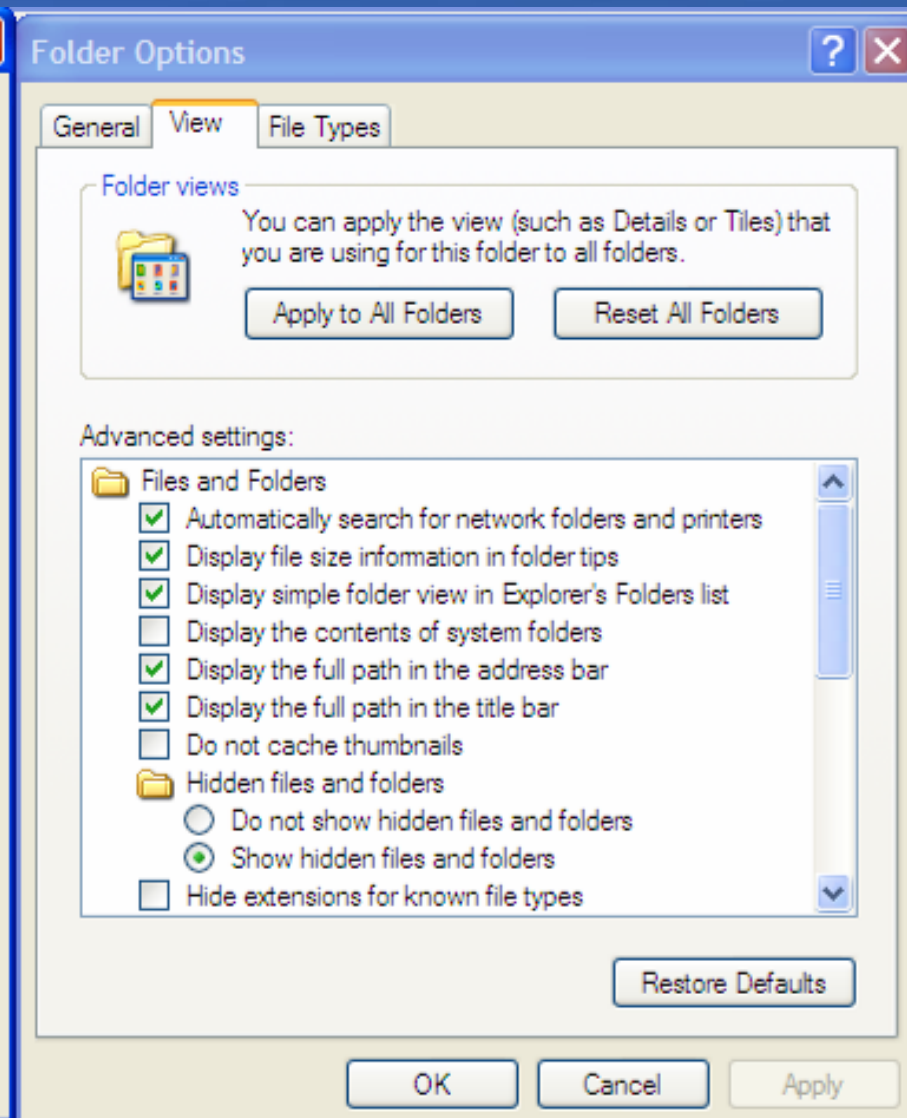 Folder Options
General View File Types
Folder views
You can apply the view (such as Details or Tiles) that
you are using for this folder to all folders.
Apply to All Folders Reset All Folders
Advanced settings:
Files and Folders
Automatically search for network folders and printers
Display file size information in folder tips
Display simple folder view in Explorer's Folders list
Display the contents of system folders
Display the full path in the address bar
Display the full path in the title bar
Do not cache thumbnails
Hidden files and folders
Do not show hidden files and folders
Show hidden files and folders
Hide extensions for known file types
Restore Defaults
OK Cancel Apply